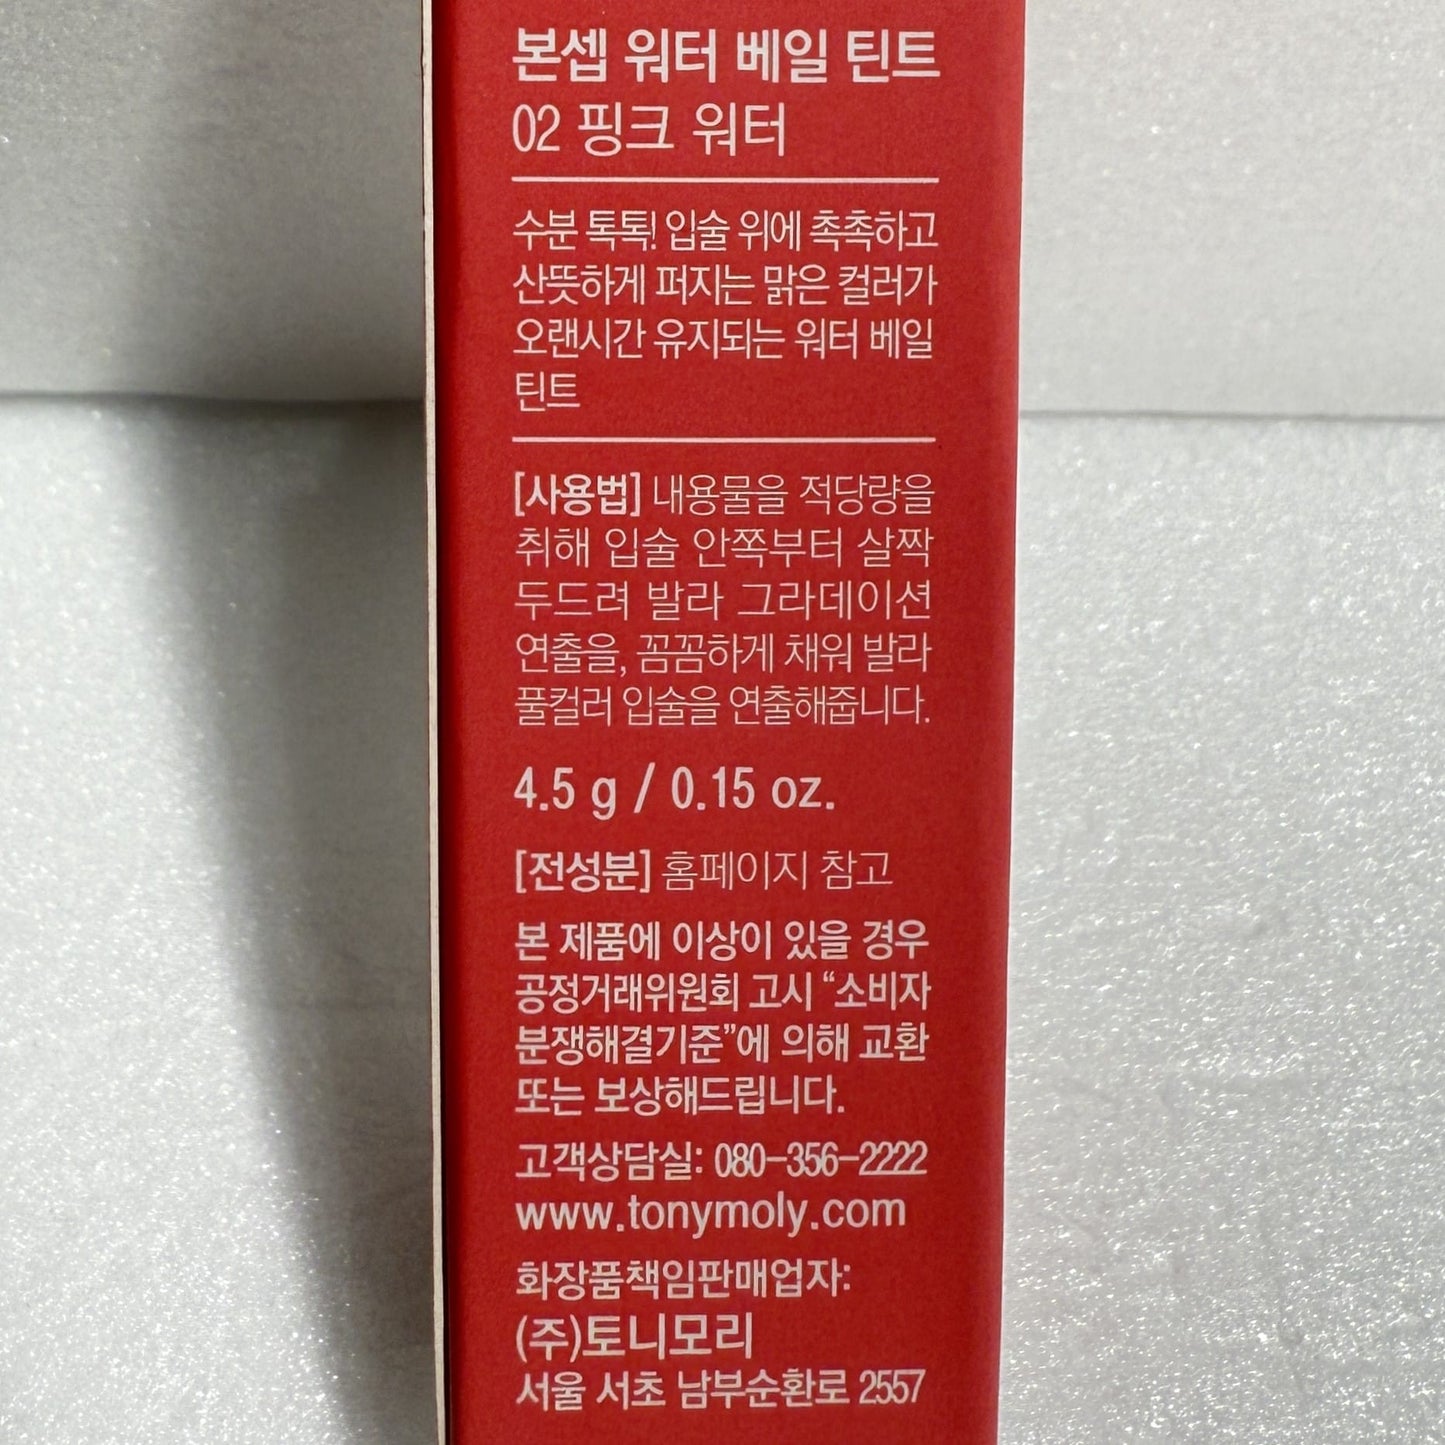 본셉 워터 베일 틴트
02 핑크 워터
수분 톡톡! 입술 위에 촉촉하고
산뜻하게 퍼지는 맑은 컬러가
오랜시간 유지되는 워터 베일
틴트
[사용법] 내용물을 적당량을
취해 입술 안쪽부터 살짝
두드려 발라 그라데이션
연출을, 꼼꼼하게 채워 발라
풀컬러 입술을 연출해줍니다.
4.5 g / 0.15 oz.
[전성분] 홈페이지 참고
본 제품에 이상이 있을 경우
공정거래위원회 고시 “소비자
분쟁해결기준”에 의해 교환
또는 보상해드립니다.
고객상담실: 080-356-2222
www.tonymoly.com
화장품책임판매업자:
(주)토니모리
서울 서초 남부순환로 2557